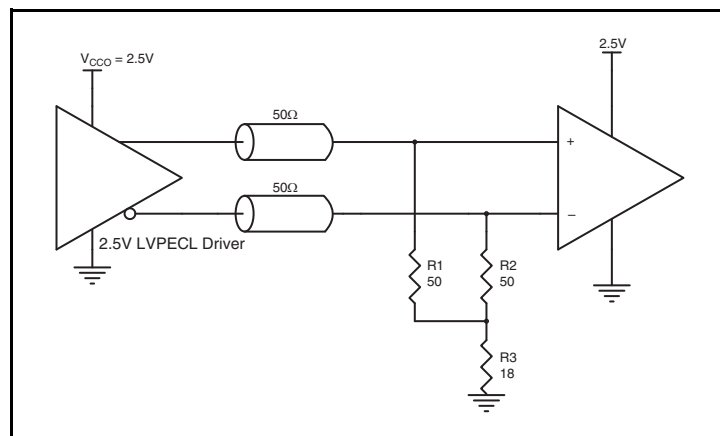 V_CCO = 2.5V
2.5V
50Ω
+
50Ω
–
2.5V LVPECL Driver
R1
50
R2
50
R3
18